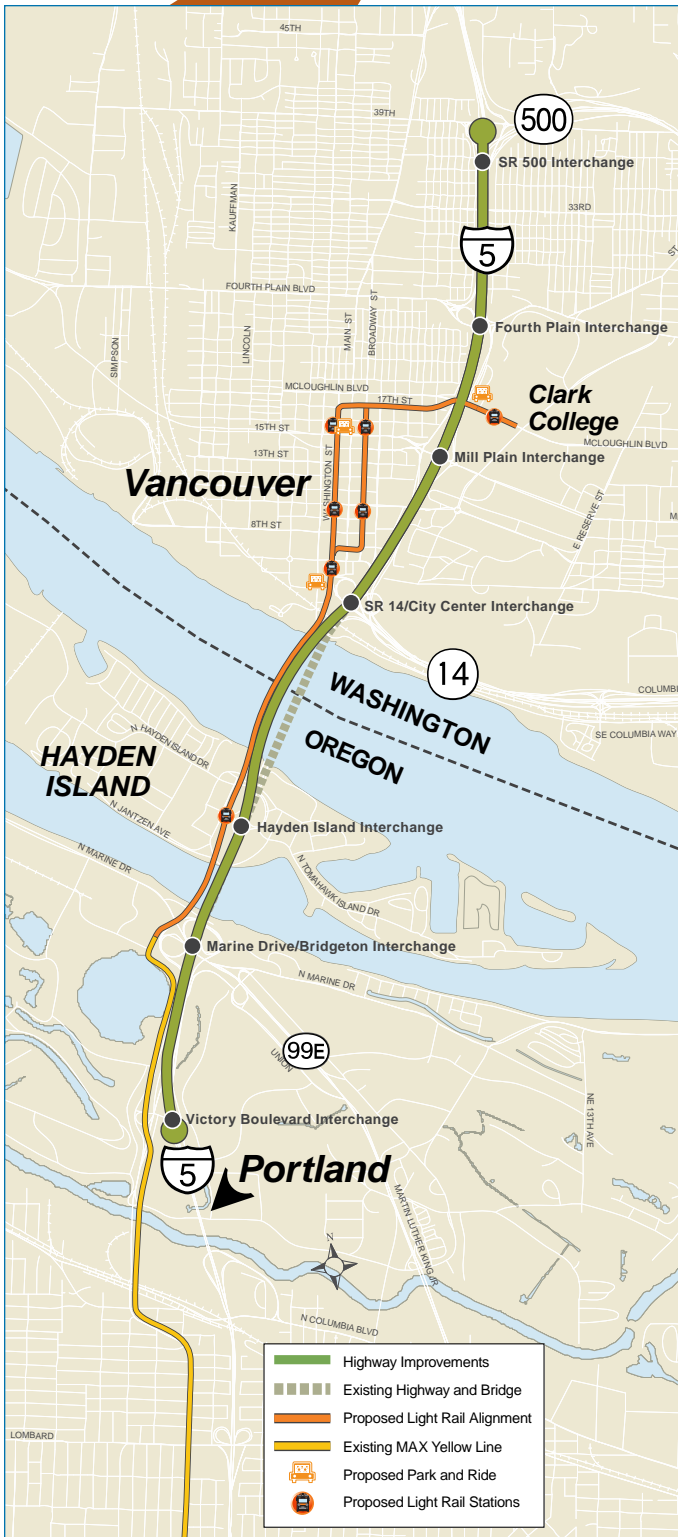 45TH
39TH
500
SR 500 Interchange
KAUFFMAN
33RD
5
ST
FOURTH PLAIN BLVD
MAIN ST
BROADWAY ST
LINCOLN
SIMPSON
Fourth Plain Interchange
MCLOUGHLIN BLVD
17TH ST
Clark
College
15TH ST
13TH ST
MCLOUGHLIN BLVD
Mill Plain Interchange
Vancouver
WASHINGTON ST
E RESERVE ST
8TH ST
SR 14/City Center Interchange
14
WASHINGTON
OREGON
COLUMBI
SE COLUMBIA WAY
N HAYDEN ISLAND DR
HAYDEN
ISLAND
N JANTZEN AVE
Hayden Island Interchange
N MARINE DR
N TOMAHAWK ISLAND DR
Marine Drive/Bridgeton Interchange
N MARINE DR
99E
UNION
NE 13TH AVE
Victory Boulevard Interchange
5
Portland
MARTIN LUTHER KING JR
N
N COLUMBIA BLVD
LOMBARD
Highway Improvements
Existing Highway and Bridge
Proposed Light Rail Alignment
Existing MAX Yellow Line
Proposed Park and Ride
Proposed Light Rail Stations